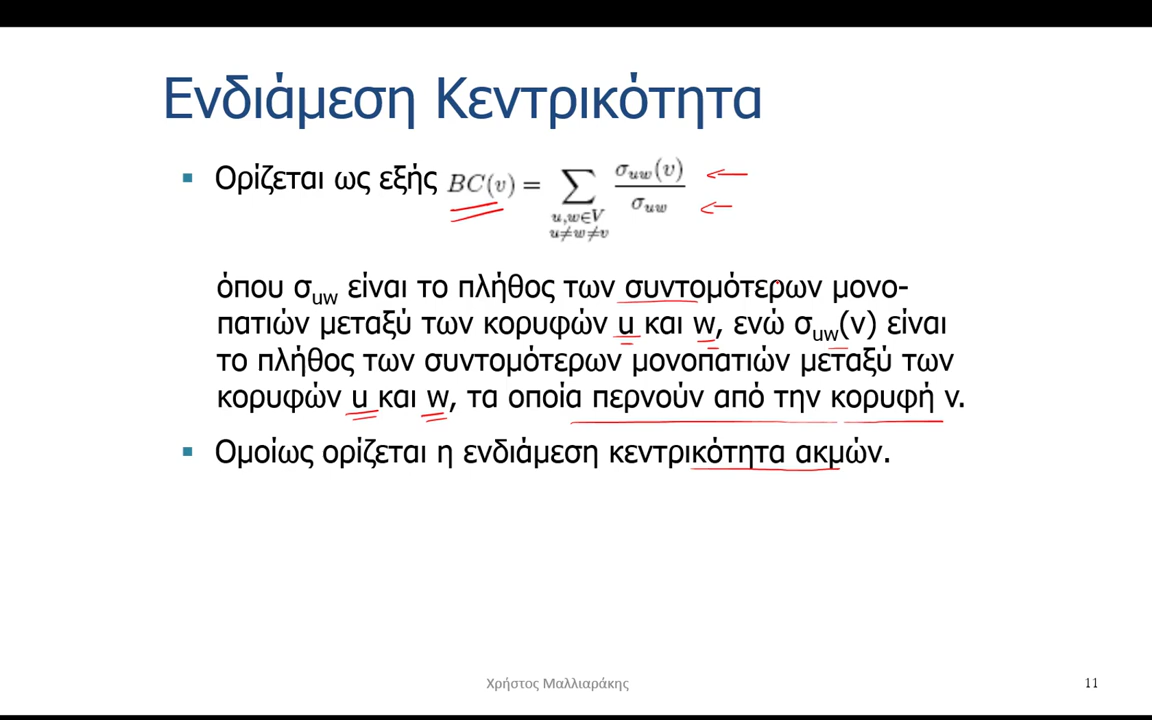 Ενδιάμεση Κεντρικότητα
▪ Ορίζεται ως εξής BC(v) = ∑ σuw(v) / σuw
u,w∈V
u≠w≠v
όπου σuw είναι το πλήθος των συντομότερων μονο-
πατιών μεταξύ των κορυφών u και w, ενώ σuw(v) είναι
το πλήθος των συντομότερων μονοπατιών μεταξύ των
κορυφών u και w, τα οποία περνούν από την κορυφή v.
▪ Ομοίως ορίζεται η ενδιάμεση κεντρικότητα ακμών.
Χρήστος Μαλλιαράκης
11